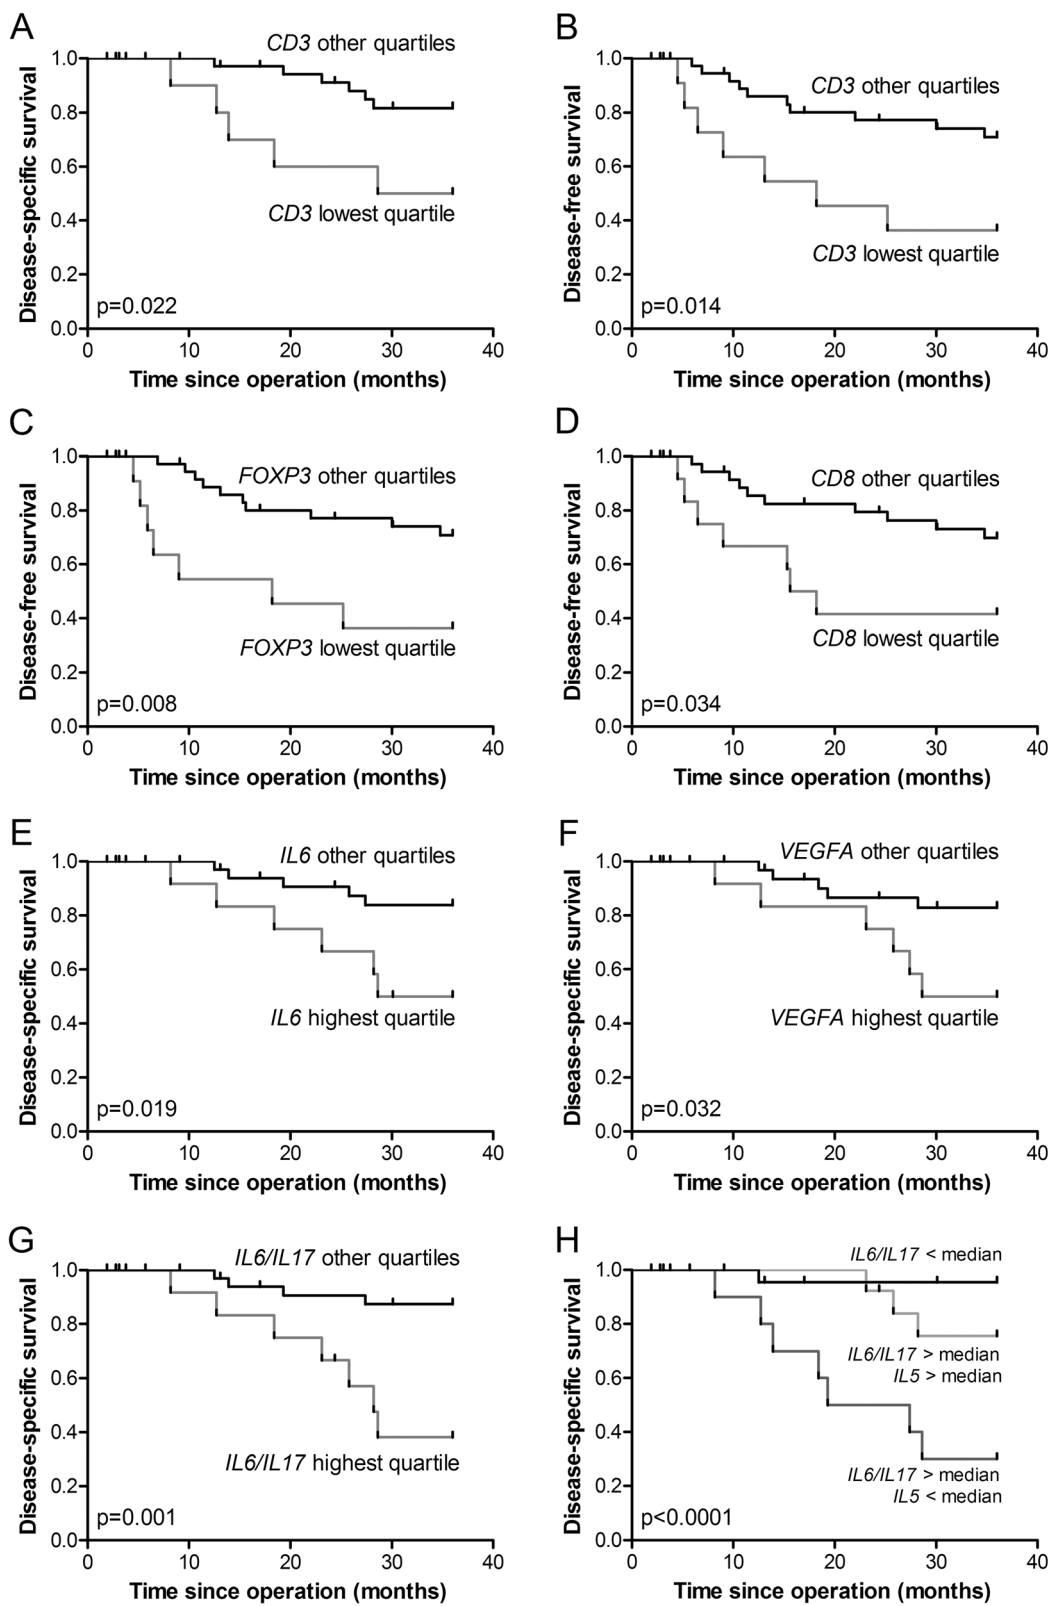 A
CD3 other quartiles
1.0
0.8
0.6
0.4
0.2
0.0
Disease-specific survival
CD3 lowest quartile
p=0.022
0 10 20 30 40
Time since operation (months)
B
CD3 other quartiles
1.0
0.8
0.6
0.4
0.2
0.0
Disease-free survival
CD3 lowest quartile
p=0.014
0 10 20 30 40
Time since operation (months)
C
FOXP3 other quartiles
1.0
0.8
0.6
0.4
0.2
0.0
Disease-free survival
FOXP3 lowest quartile
p=0.008
0 10 20 30 40
Time since operation (months)
D
CD8 other quartiles
1.0
0.8
0.6
0.4
0.2
0.0
Disease-free survival
CD8 lowest quartile
p=0.034
0 10 20 30 40
Time since operation (months)
E
IL6 other quartiles
1.0
0.8
0.6
0.4
0.2
0.0
Disease-specific survival
IL6 highest quartile
p=0.019
0 10 20 30 40
Time since operation (months)
F
VEGFA other quartiles
1.0
0.8
0.6
0.4
0.2
0.0
Disease-specific survival
VEGFA highest quartile
p=0.032
0 10 20 30 40
Time since operation (months)
G
IL6/IL17 other quartiles
1.0
0.8
0.6
0.4
0.2
0.0
Disease-specific survival
IL6/IL17 highest quartile
p=0.001
0 10 20 30 40
Time since operation (months)
H
IL6/IL17 < median
1.0
0.8
0.6
0.4
0.2
0.0
Disease-specific survival
IL6/IL17 > median
IL5 > median
IL6/IL17 > median
IL5 < median
p<0.0001
0 10 20 30 40
Time since operation (months)